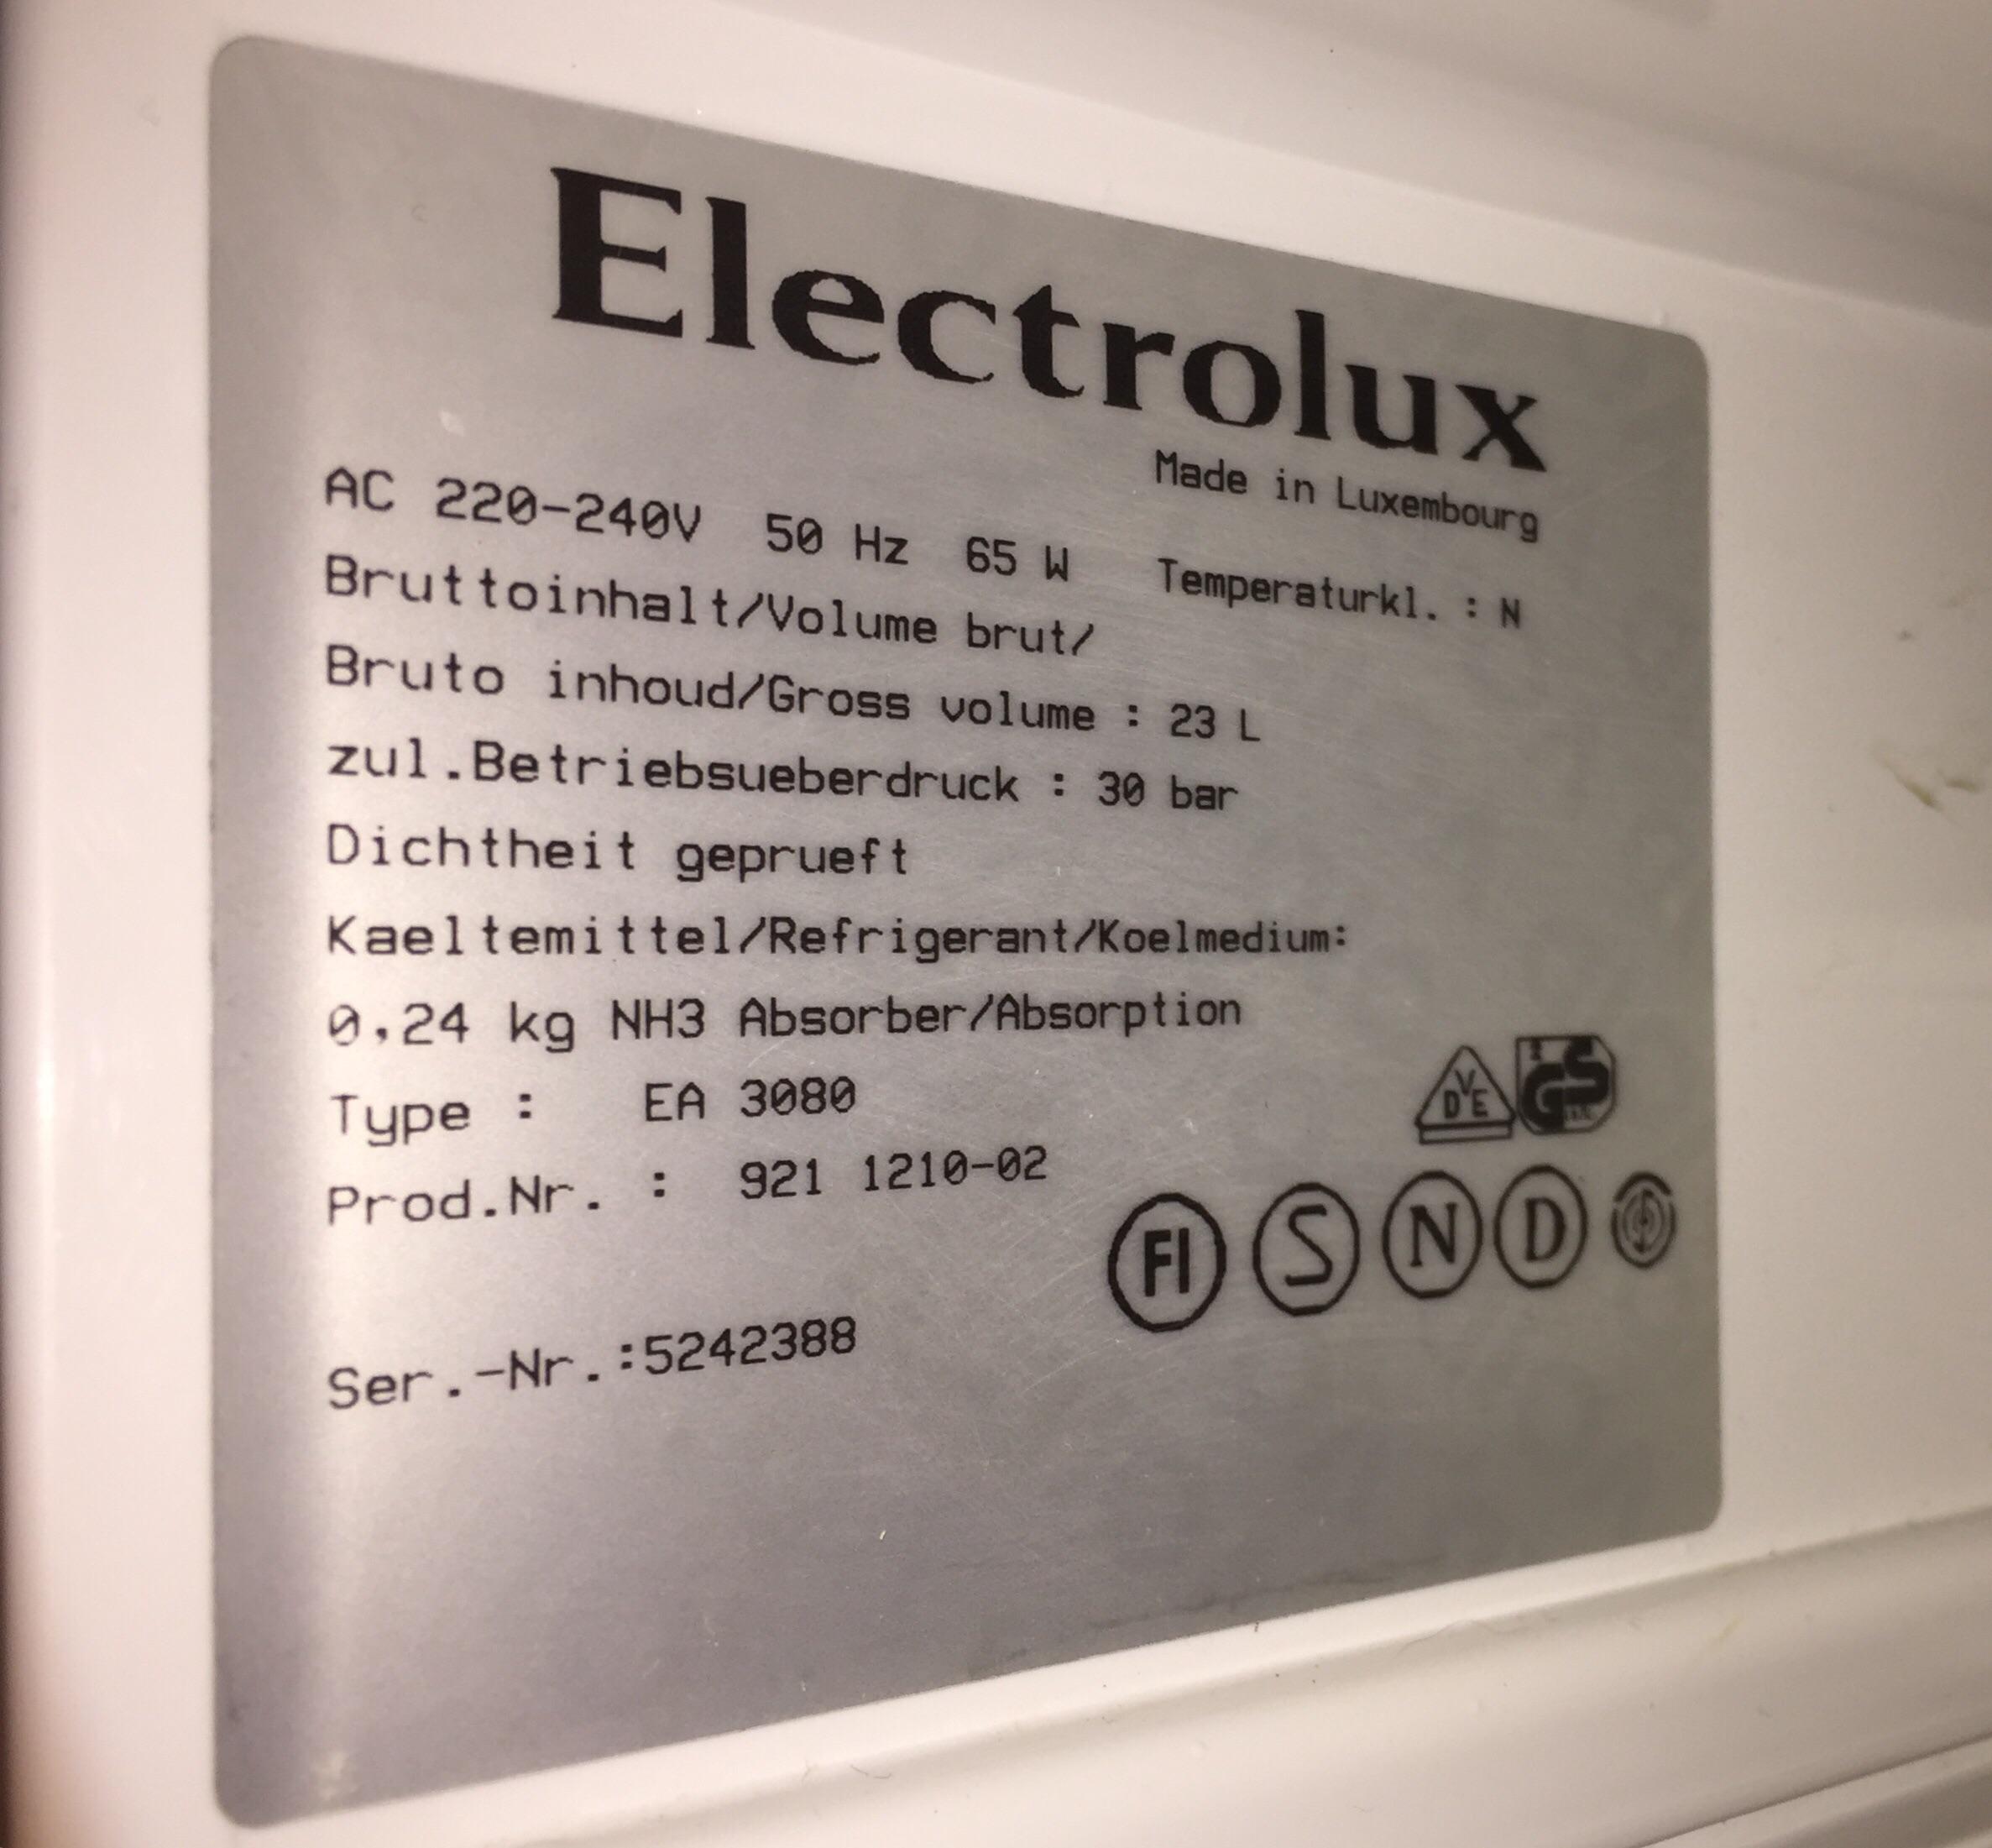 Electrolux
Made in Luxembourg
AC 220-240V 50 Hz 65 W Temperaturkl. : N
Bruttoinhalt/Volume brut/
Bruto inhoud/Gross volume : 23 L
zul.Betriebsueberdruck : 30 bar
Dichtheit geprueft
Kaeltemittel/Refrigerant/Koelmedium:
0,24 kg NH3 Absorber/Absorption
Type : EA 3080
Prod.Nr. : 921 1210-02
VDE GS
FI S N D
Ser.-Nr.:5242388